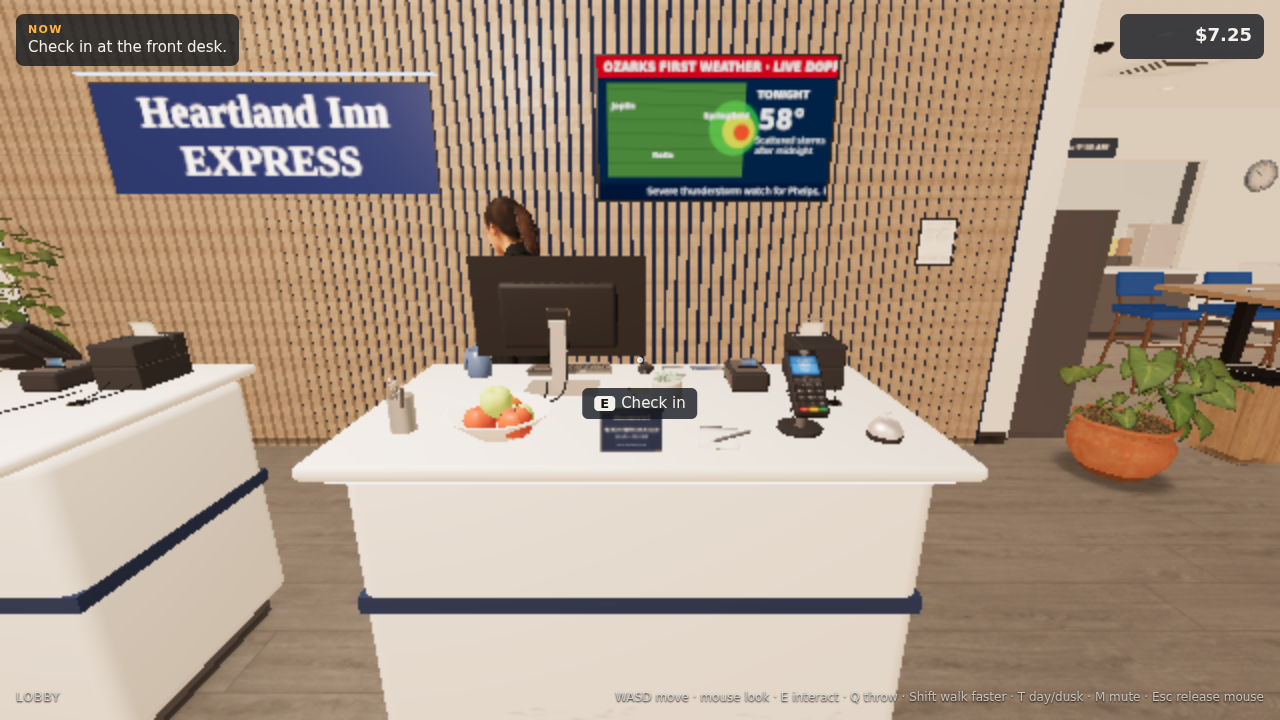 NOW
Check in at the front desk.
$7.25
Heartland Inn
EXPRESS
OZARKS FIRST WEATHER · LIVE DOPP
Joplin
Springfield
Rolla
TONIGHT
58°
Scattered storms
after midnight
Severe thunderstorm watch for Phelps,
E Check in
LOBBY
WASD move · mouse look · E interact · Q throw · Shift walk faster · T day/dusk · M mute · Esc release mouse